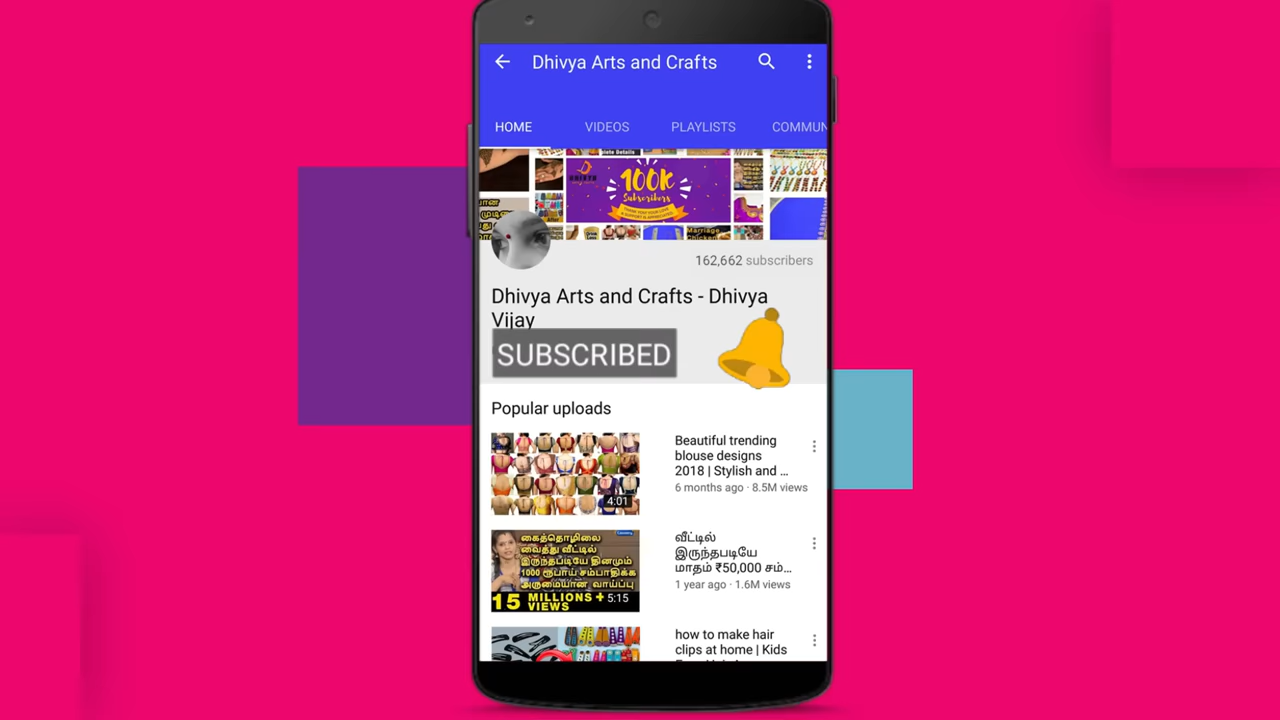 Dhivya Arts and Crafts
HOME VIDEOS PLAYLISTS COMMUN
100k
Subscribers
162,662 subscribers
Dhivya Arts and Crafts - Dhivya
Vijay
SUBSCRIBED
Popular uploads
Beautiful trending
blouse designs
2018 | Stylish and ...
6 months ago · 8.5M views
4:01
கைத்தொழிலை
வைத்து வீட்டில்
இருந்தபடியே தினமும்
1000 ரூபாய் சம்பாதிக்க
அருமையான வாய்ப்பு
15 MILLIONS +
VIEWS
5:15
வீட்டில்
இருந்தபடியே
மாதம் ₹50,000 சம்...
1 year ago · 1.6M views
how to make hair
clips at home | Kids